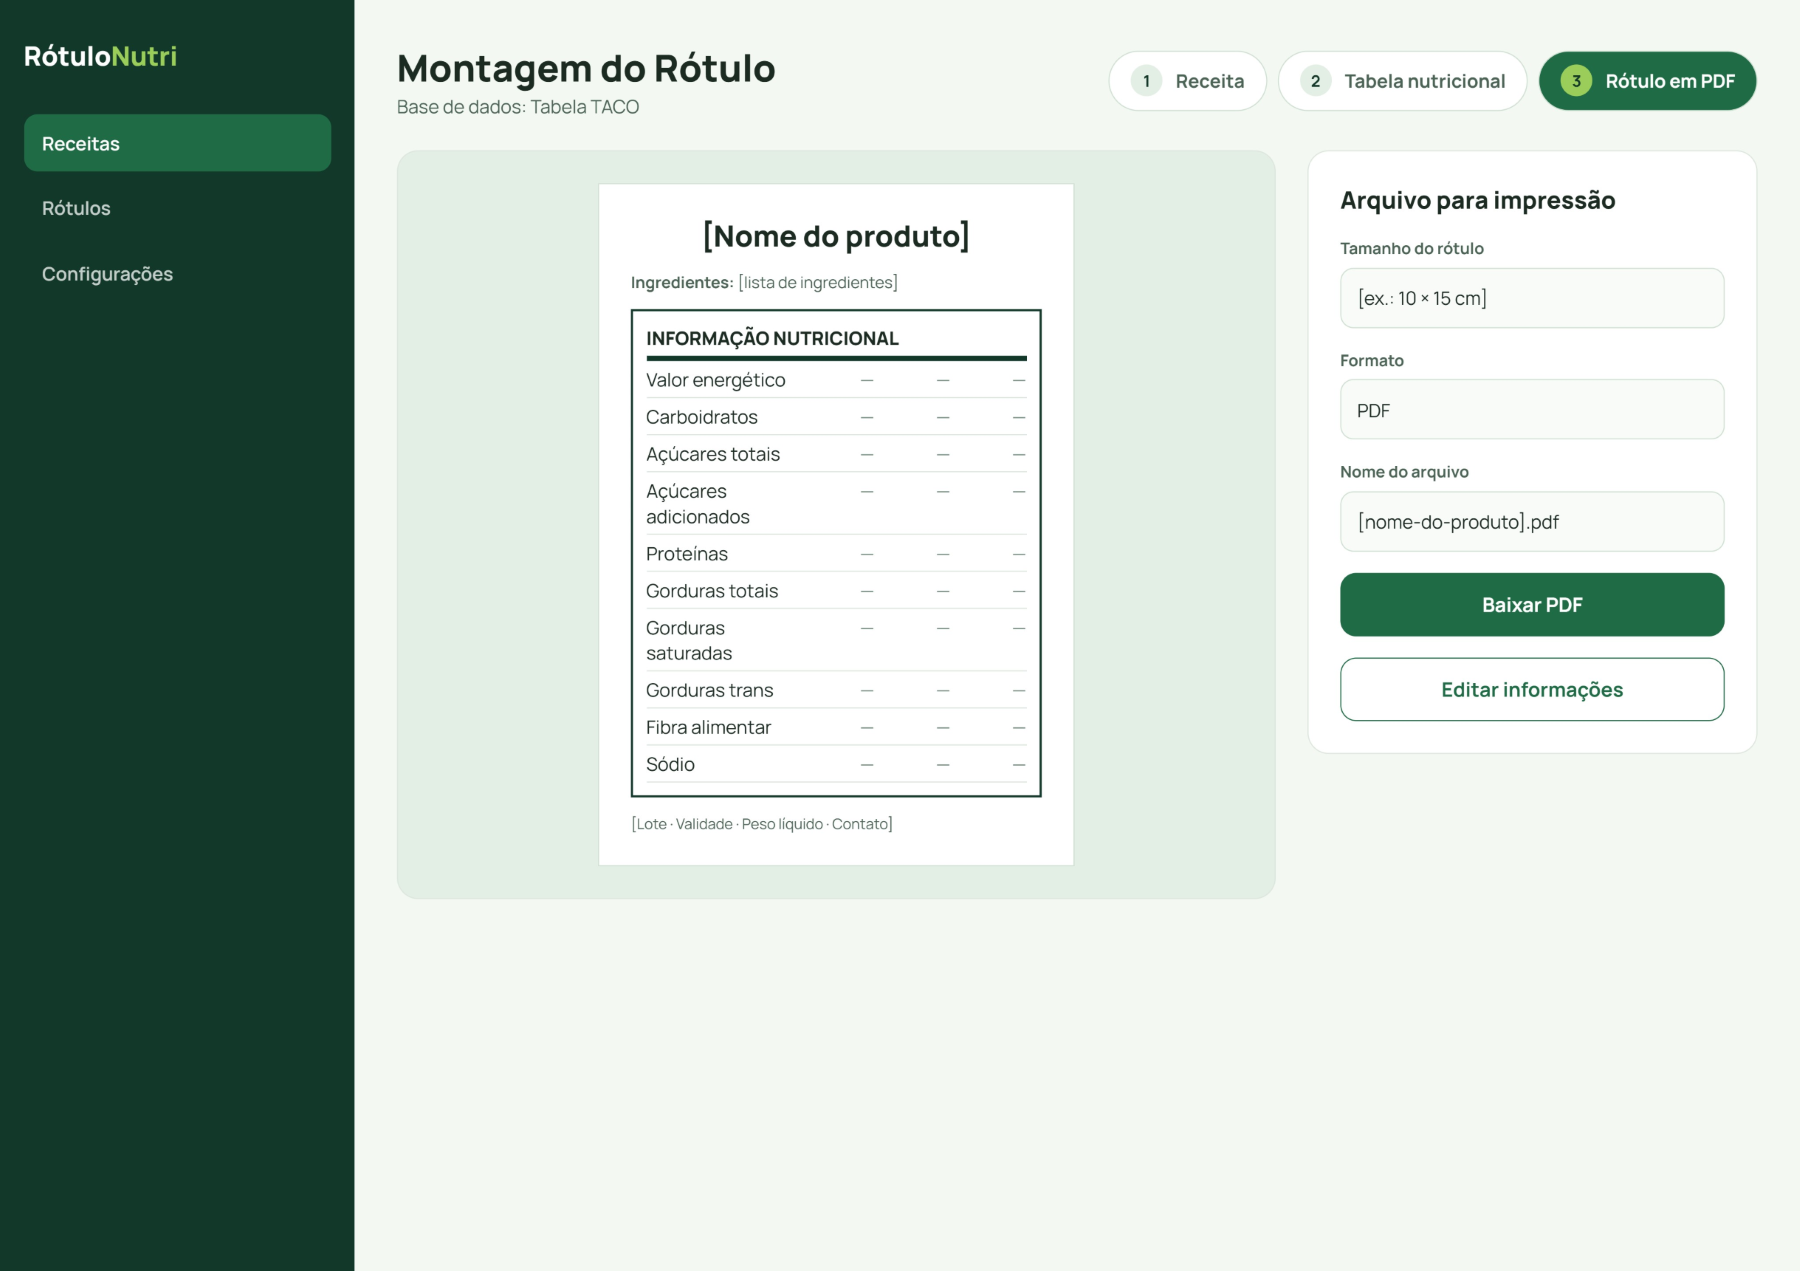 RótuloNutri
Receitas
Rótulos
Configurações
Montagem do Rótulo
Base de dados: Tabela TACO
1 Receita
2 Tabela nutricional
3 Rótulo em PDF
[Nome do produto]
Ingredientes: [lista de ingredientes]
INFORMAÇÃO NUTRICIONAL
Valor energético — — —
Carboidratos — — —
Açúcares totais — — —
Açúcares — — —
adicionados
Proteínas — — —
Gorduras totais — — —
Gorduras — — —
saturadas
Gorduras trans — — —
Fibra alimentar — — —
Sódio — — —
[Lote · Validade · Peso líquido · Contato]
Arquivo para impressão
Tamanho do rótulo
[ex.: 10 × 15 cm]
Formato
PDF
Nome do arquivo
[nome-do-produto].pdf
Baixar PDF
Editar informações